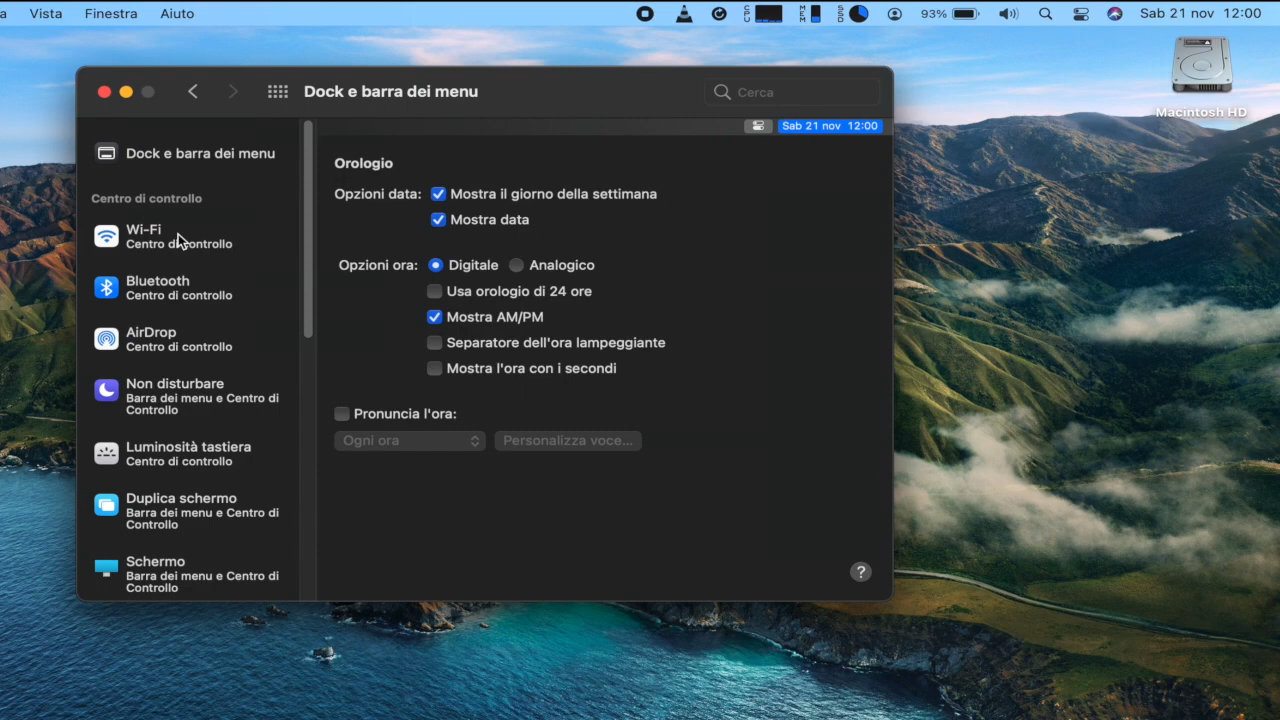 a Vista Finestra Aiuto CPU MEM SSD 93% Sab 21 nov 12:00
Macintosh HD
Dock e barra dei menu
Cerca
Sab 21 nov 12:00
Dock e barra dei menu
Centro di controllo
Wi-Fi
Centro di controllo
Bluetooth
Centro di controllo
AirDrop
Centro di controllo
Non disturbare
Barra dei menu e Centro di
Controllo
Luminosità tastiera
Centro di controllo
Duplica schermo
Barra dei menu e Centro di
Controllo
Schermo
Barra dei menu e Centro di
Controllo
Orologio
Opzioni data: Mostra il giorno della settimana
Mostra data
Opzioni ora: Digitale Analogico
Usa orologio di 24 ore
Mostra AM/PM
Separatore dell'ora lampeggiante
Mostra l'ora con i secondi
Pronuncia l'ora:
Ogni ora Personalizza voce...
?